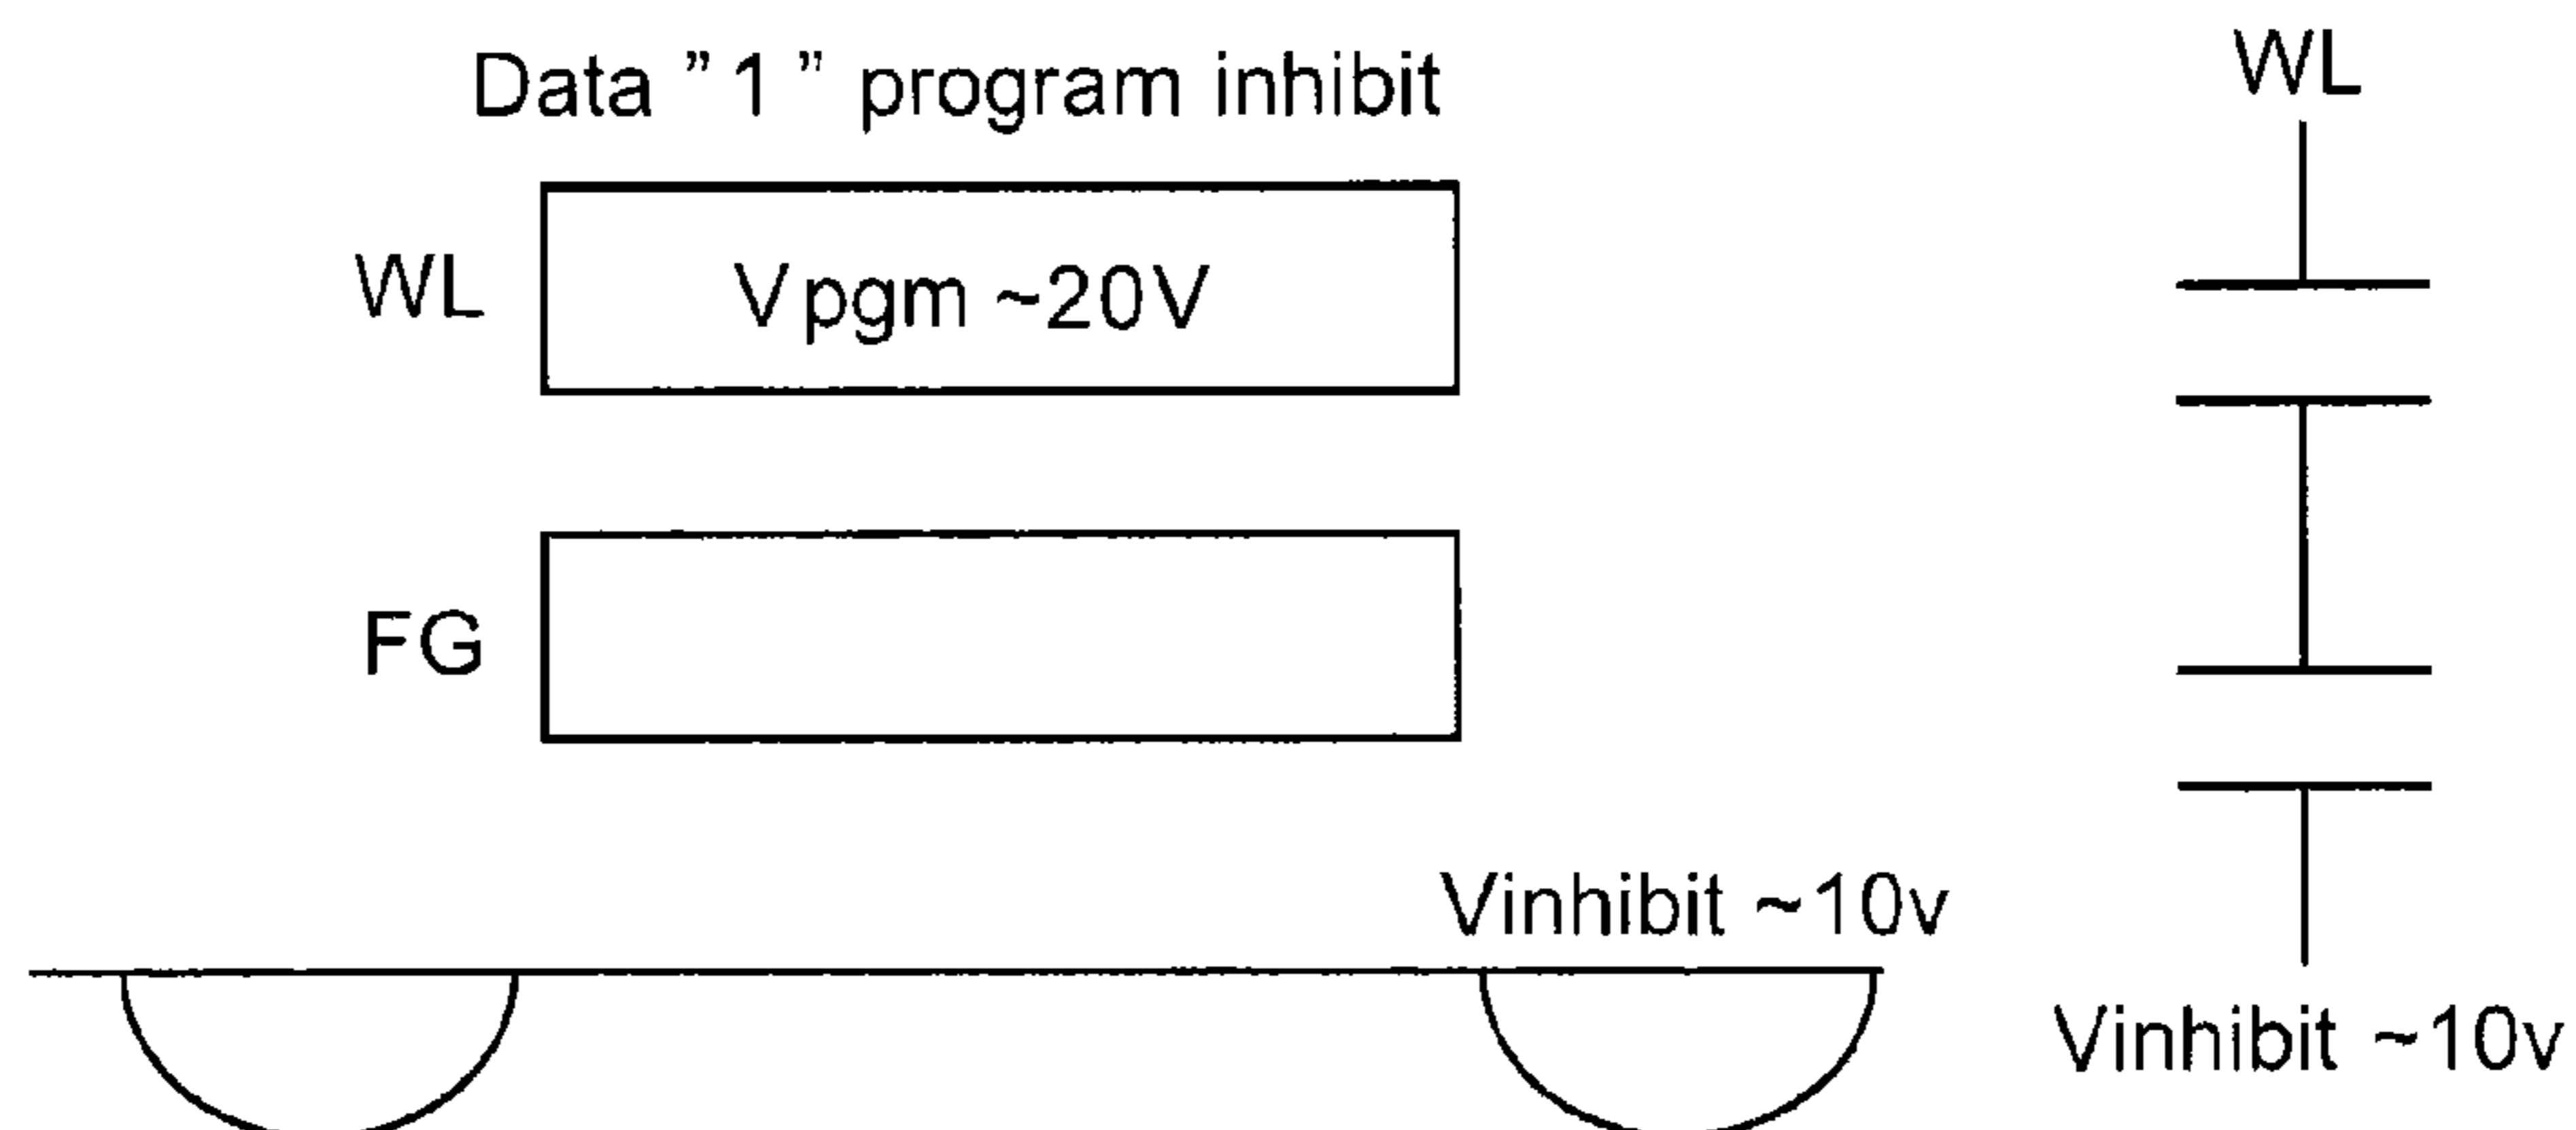 Data ”1” program inhibit
WL
WL
Vpgm ~20V
FG
Vinhibit ~10v
Vinhibit ~10v